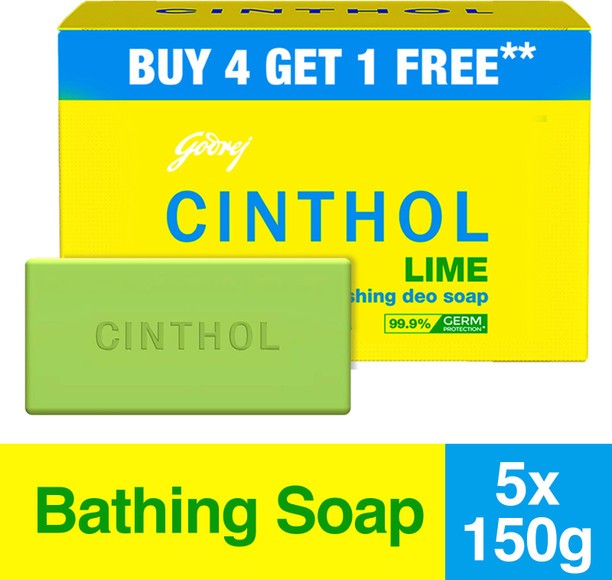 CINTHOL
BUY 4 GET 1 FREE**
Godrej
CINTHOL
LIME
shing deo soap
99.9% GERM
PROTECTION*
CINTHOL
Bathing Soap
5x
150g